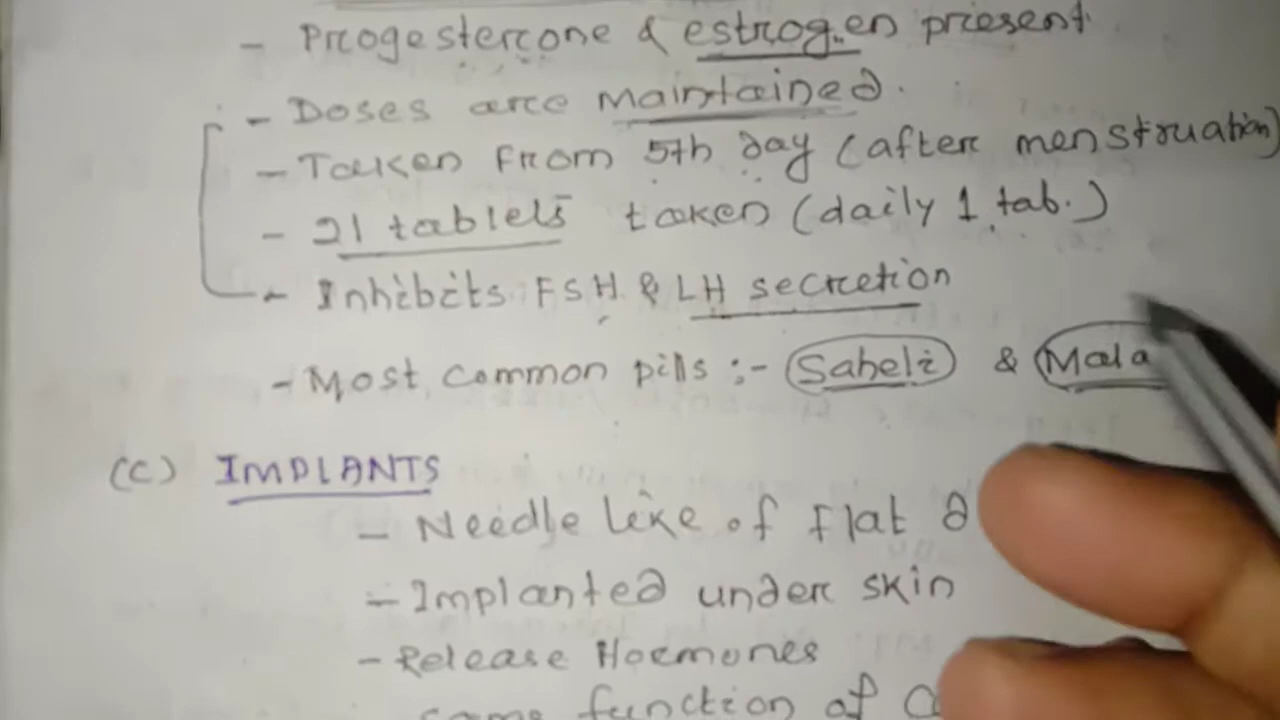 - Progesterone & estrogen present.
- Doses are maintained.
- Taken from 5th day (after menstruation)
- 21 tablets taken (daily 1 tab.)
- Inhibits FSH & LH secretion
- Most common pills :- Saheli & Mala
(C) IMPLANTS
- Needle like of flat
- Implanted under skin
- Release Hormones
same function of